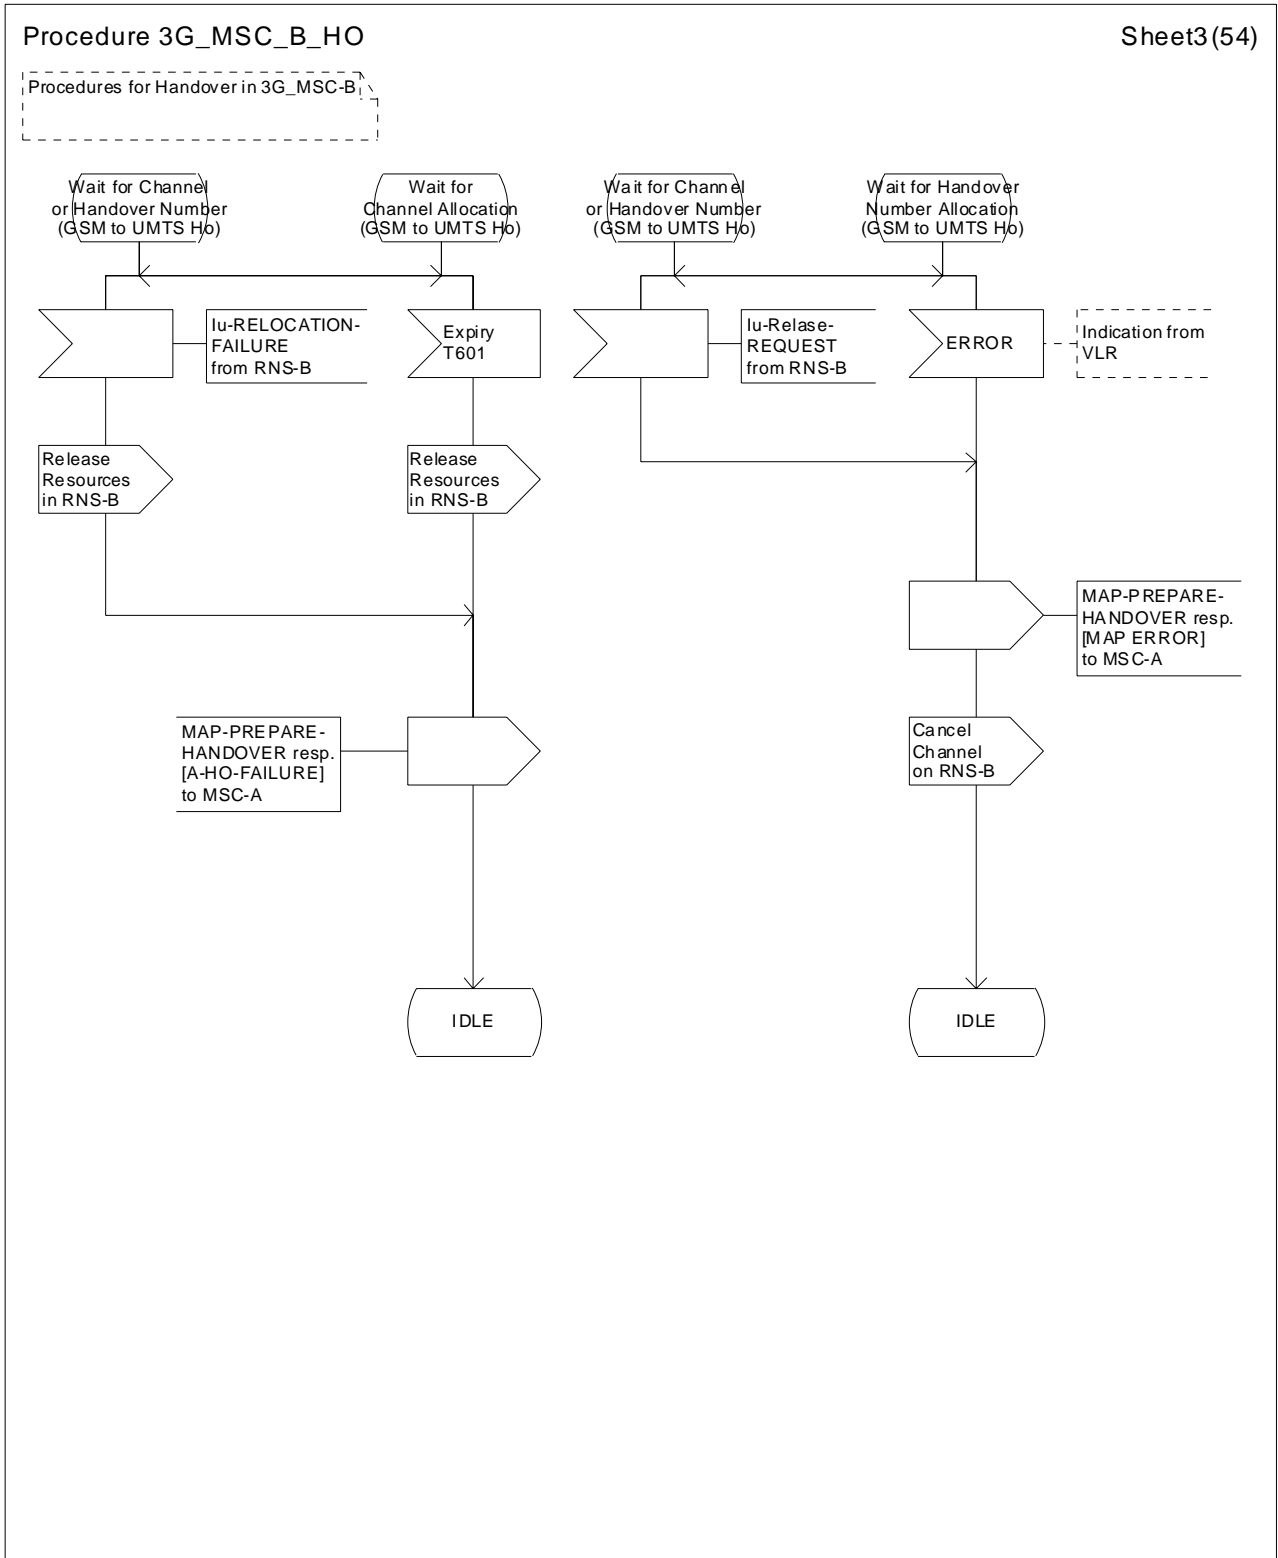 Procedure 3G_MSC_B_HO
Sheet3(54)
Procedures for Handover in 3G_MSC-B
Wait for Channel
or Handover Number
(GSM to UMTS Ho)
Wait for
Channel Allocation
(GSM to UMTS Ho)
Wait for Channel
or Handover Number
(GSM to UMTS Ho)
Wait for Handover
Number Allocation
(GSM to UMTS Ho)
Iu-RELOCATION-
FAILURE
from RNS-B
Expiry
T601
Iu-Relase-
REQUEST
from RNS-B
ERROR
Indication from
VLR
Release
Resources
in RNS-B
Release
Resources
in RNS-B
MAP-PREPARE-
HANDOVER resp.
[MAP ERROR]
to MSC-A
MAP-PREPARE-
HANDOVER resp.
[A-HO-FAILURE]
to MSC-A
Cancel
Channel
on RNS-B
IDLE
IDLE